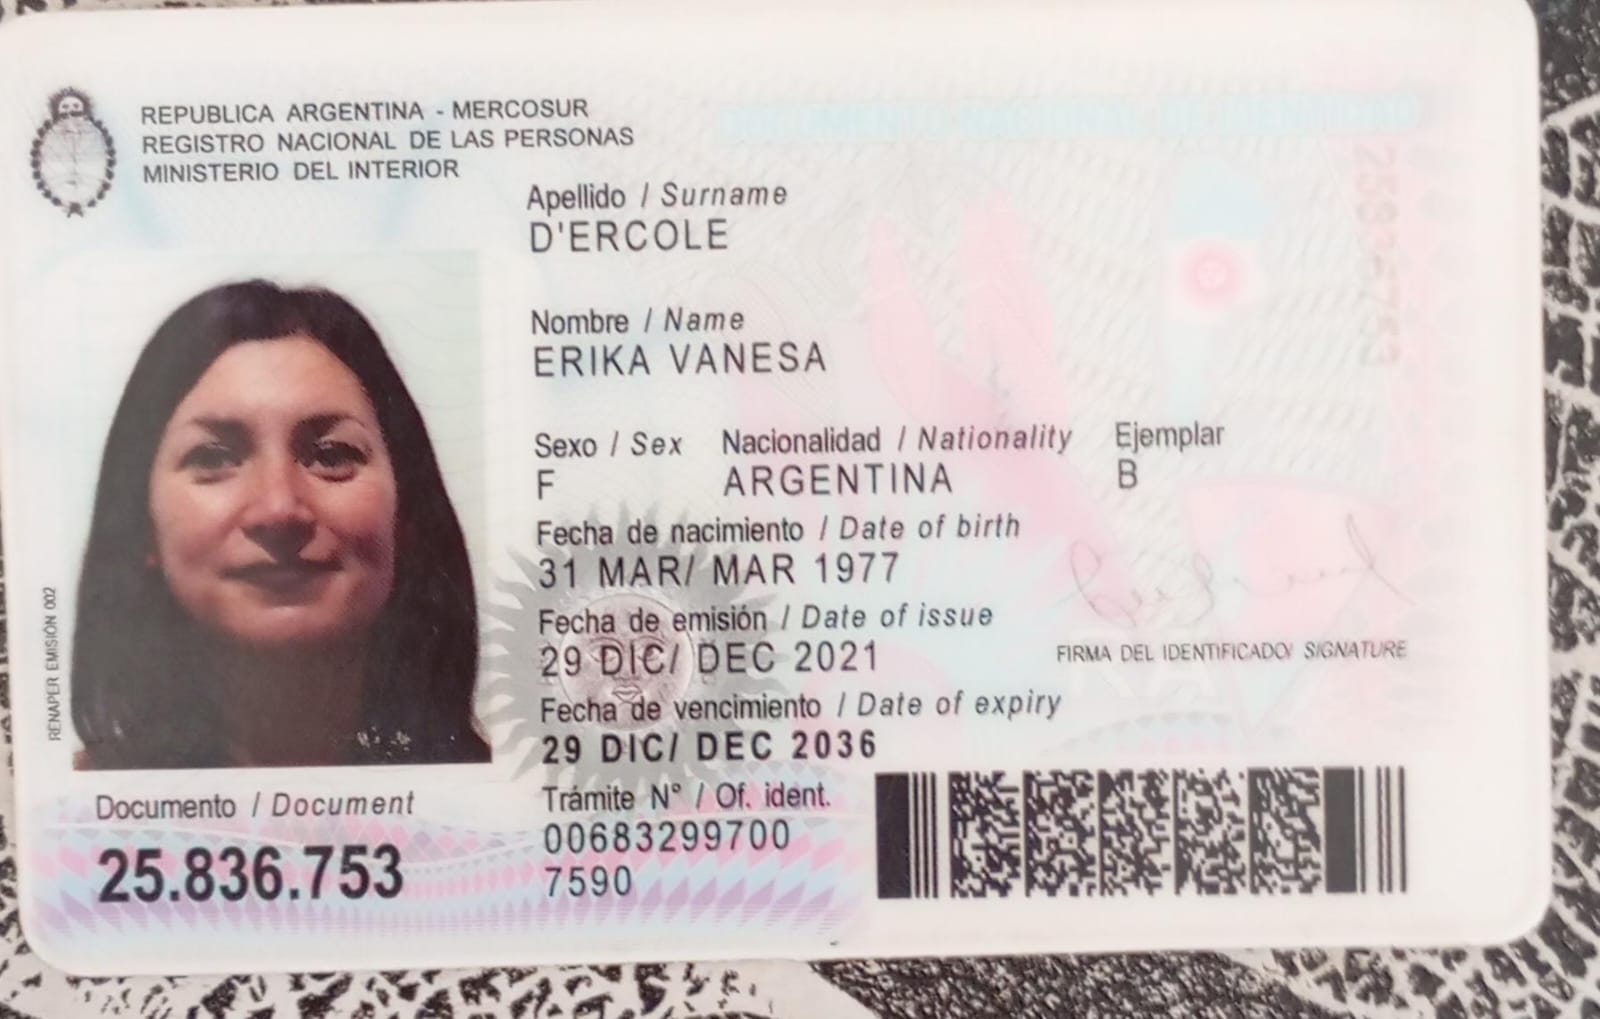 REPUBLICA ARGENTINA - MERCOSUR
REGISTRO NACIONAL DE LAS PERSONAS
MINISTERIO DEL INTERIOR
Apellido / Surname
D'ERCOLE
Nombre / Name
ERIKA VANESA
Sexo / Sex Nacionalidad / Nationality Ejemplar
F ARGENTINA B
Fecha de nacimiento / Date of birth
31 MAR/ MAR 1977
Fecha de emisión / Date of issue
29 DIC/ DEC 2021
FIRMA DEL IDENTIFICADO/ SIGNATURE
Fecha de vencimiento / Date of expiry
29 DIC/ DEC 2036
Trámite N° / Of. ident.
00683299700
7590
Documento / Document
25.836.753
RENAPER EMISIÓN 002
25836753